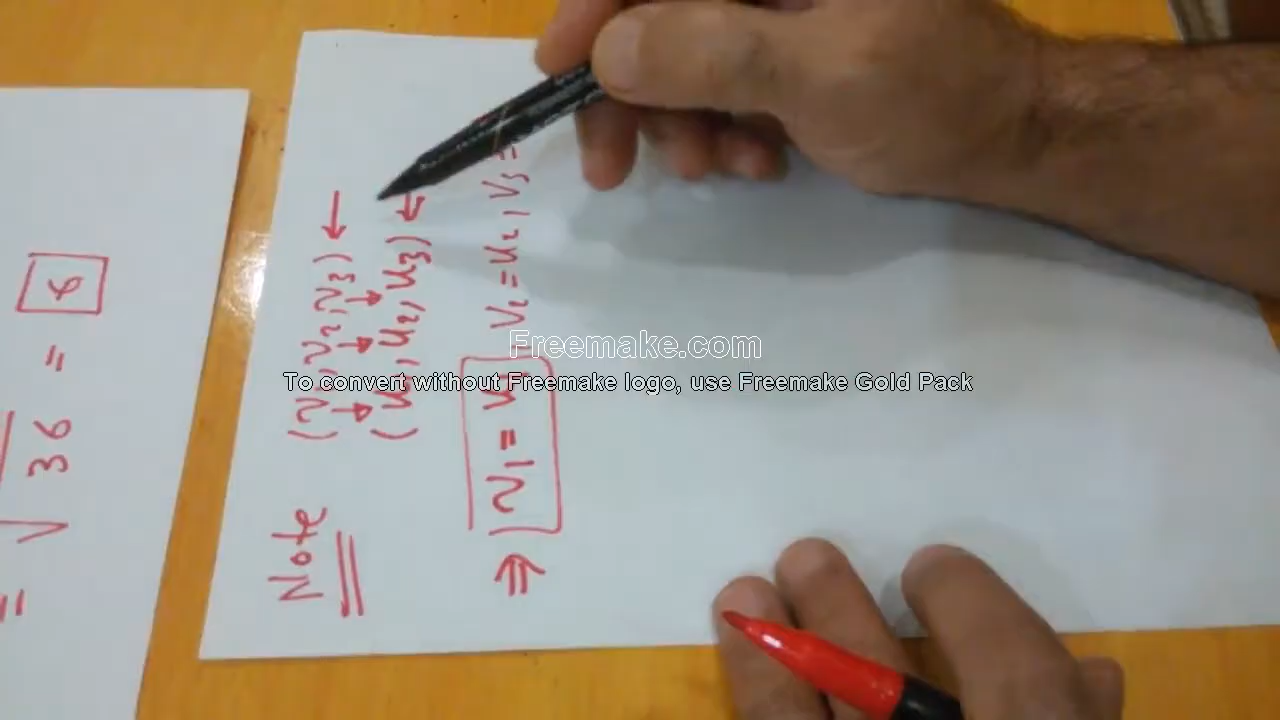 = √36 = 6
Note
(v1, v2, v3) ←
(u1, u2, u3) ←
⇒ v1 = u1, v2 = u2, v3 =
Freemake.com
To convert without Freemake logo, use Freemake Gold Pack